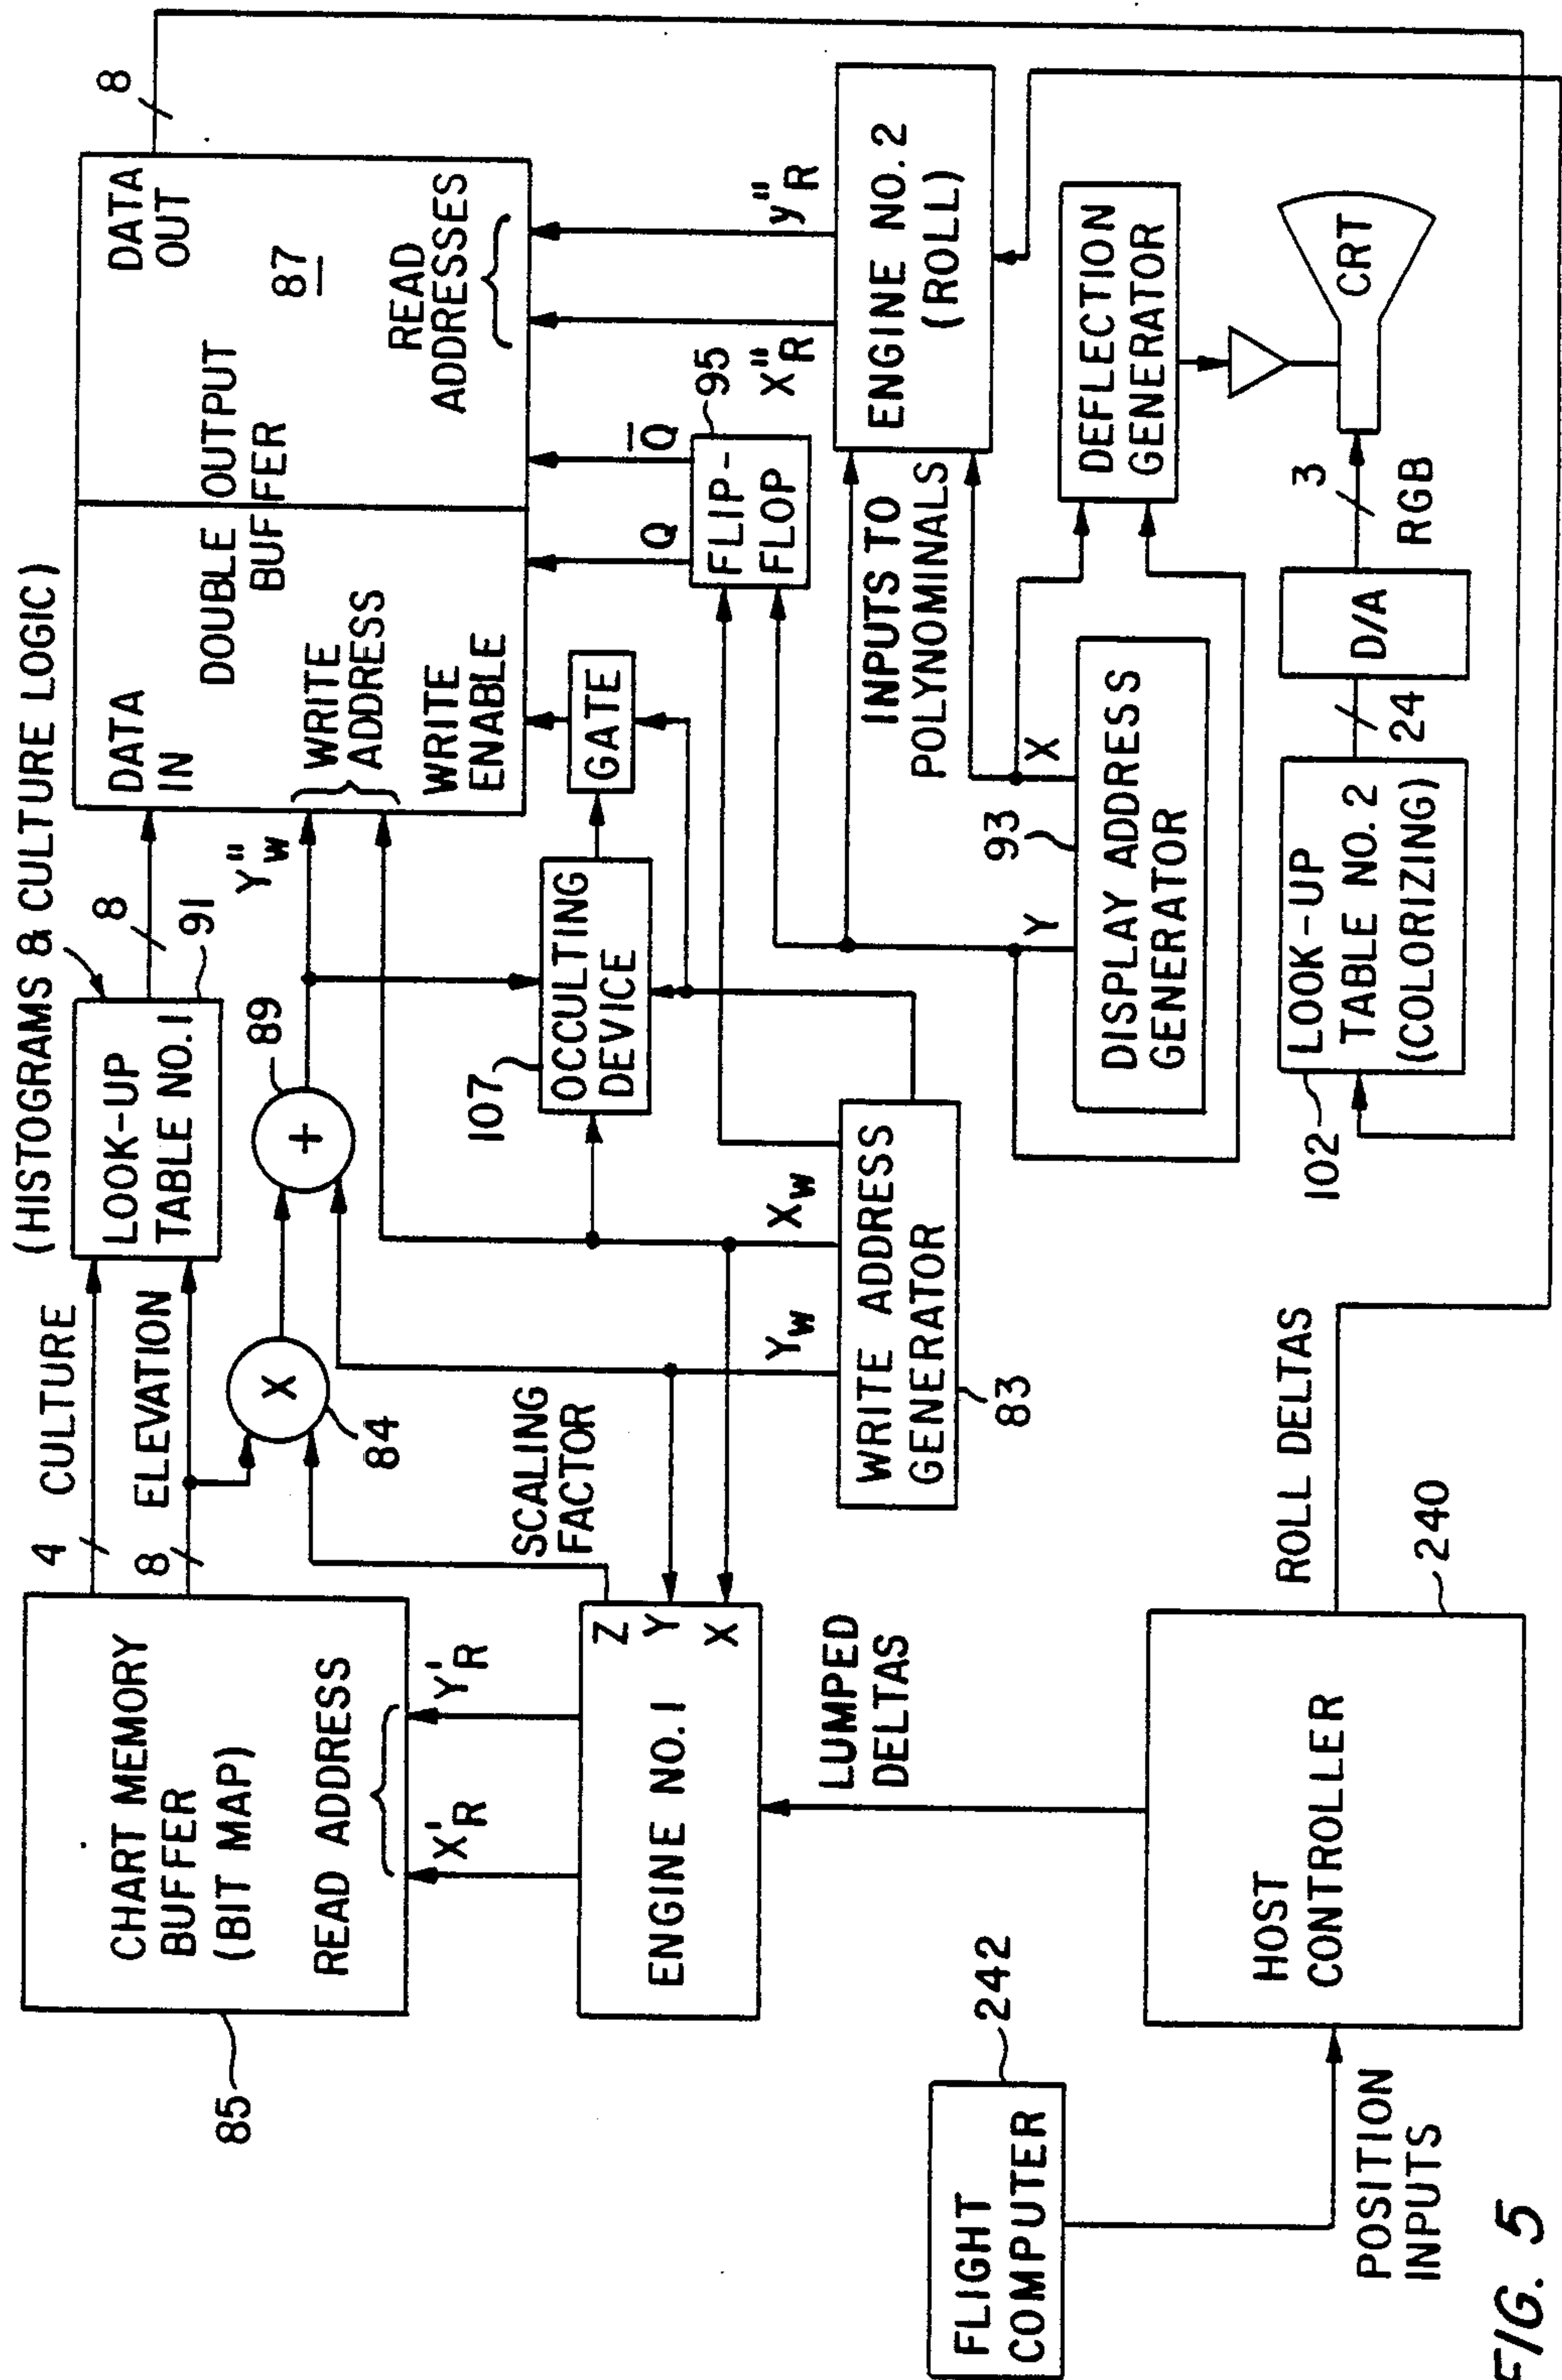 (HISTOGRAMS & CULTURE LOGIC)
85
CHART MEMORY
BUFFER
(BIT MAP)
READ ADDRESS
X'R
Y'R
4
CULTURE
8
ELEVATION
LOOK-UP
TABLE NO.1
8
91
X
84
+
89
Y"w
DATA
IN
DOUBLE OUTPUT
BUFFER
WRITE
ADDRESS
WRITE
ENABLE
87
DATA
OUT
READ
ADDRESSES
8
ENGINE NO.1
Z
Y
X
SCALING
FACTOR
107
OCCULTING
DEVICE
GATE
Q
Q̅
FLIP-
FLOP
95
X"R
y"R
Yw
Xw
WRITE ADDRESS
GENERATOR
83
INPUTS TO
POLYNOMINALS
ENGINE NO.2
(ROLL)
LUMPED
DELTAS
Y
93
X
DISPLAY ADDRESS
GENERATOR
DEFLECTION
GENERATOR
FLIGHT
COMPUTER
242
HOST
CONTROLLER
240
POSITION
INPUTS
ROLL DELTAS
102
LOOK-UP
TABLE NO.2
(COLORIZING)
24
D/A
3
RGB
CRT
FIG. 5